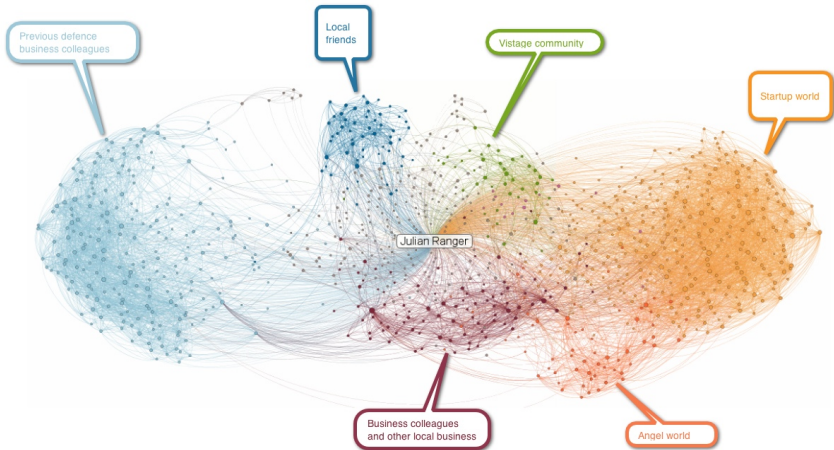 Previous defence
business colleagues
Local
friends
Vistage community
Startup world
Julian Ranger
Business colleagues
and other local business
Angel world